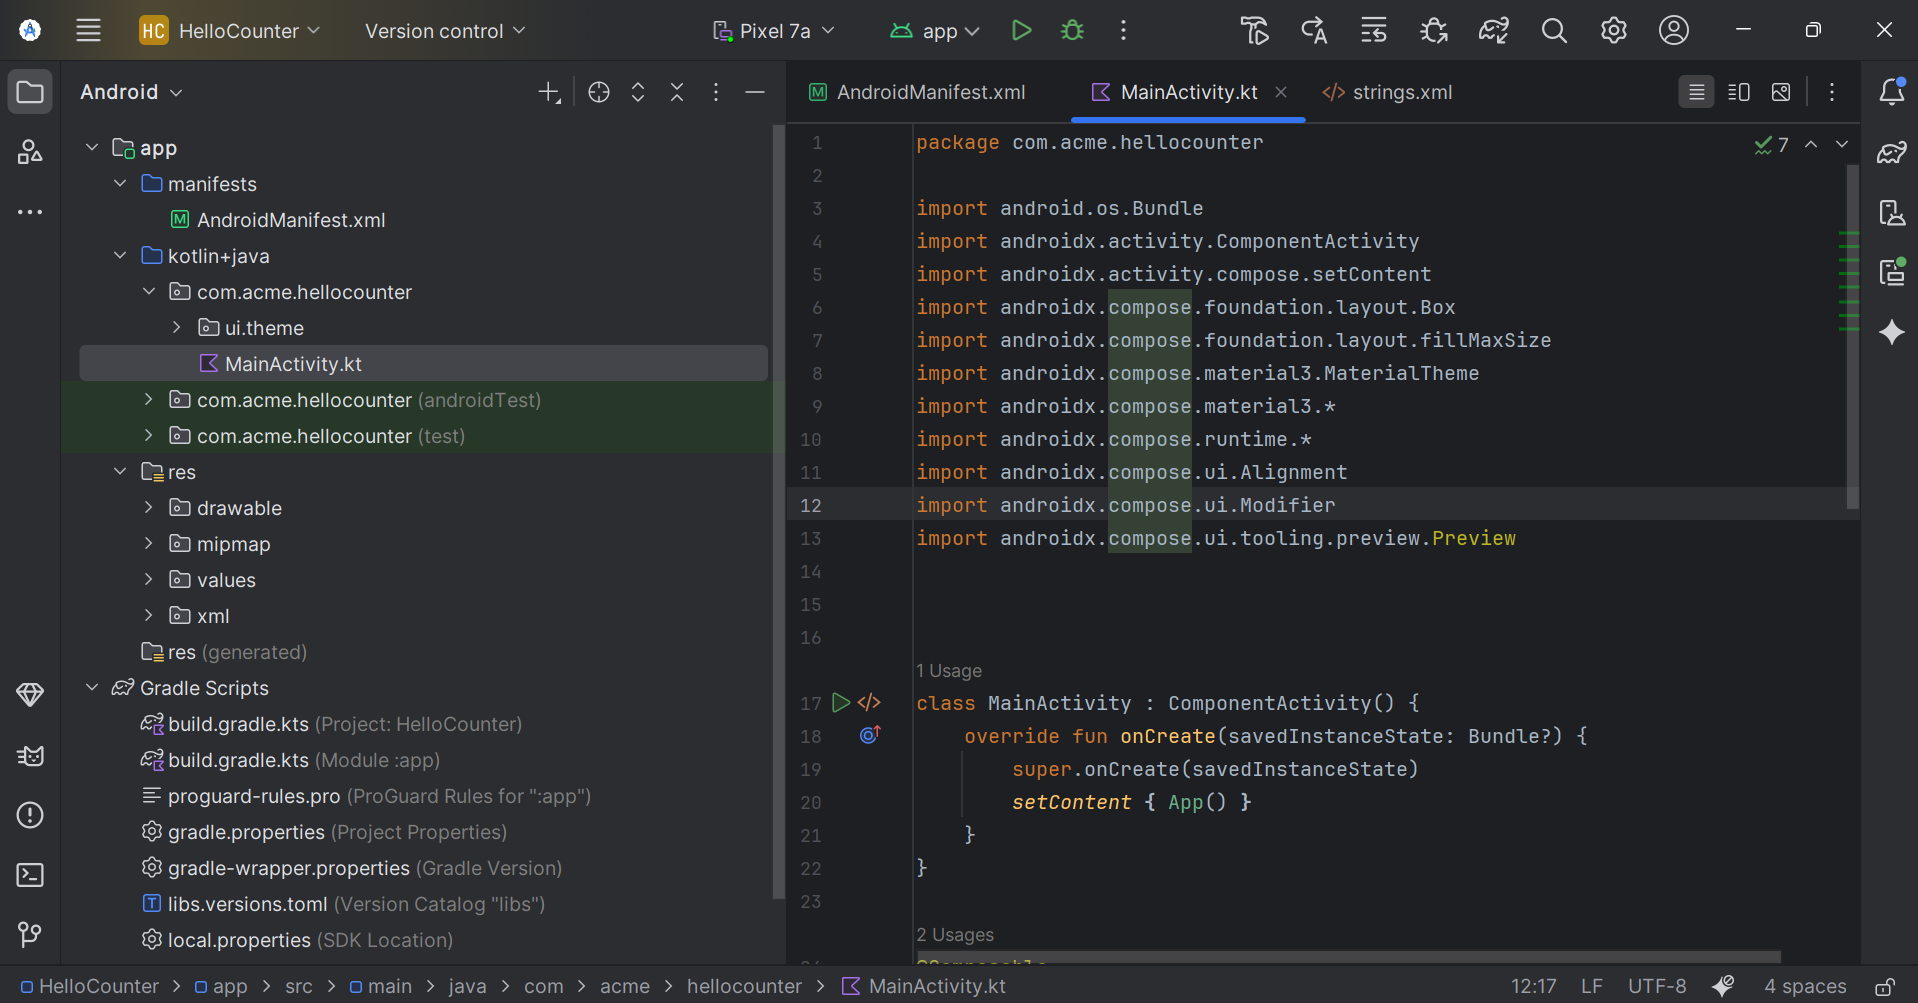 HC HelloCounter Version control Pixel 7a app
Android
app
manifests
AndroidManifest.xml
kotlin+java
com.acme.hellocounter
ui.theme
MainActivity.kt
com.acme.hellocounter (androidTest)
com.acme.hellocounter (test)
res
drawable
mipmap
values
xml
res (generated)
Gradle Scripts
build.gradle.kts (Project: HelloCounter)
build.gradle.kts (Module :app)
proguard-rules.pro (ProGuard Rules for ":app")
gradle.properties (Project Properties)
gradle-wrapper.properties (Gradle Version)
libs.versions.toml (Version Catalog "libs")
local.properties (SDK Location)
AndroidManifest.xml MainActivity.kt strings.xml
7
1 package com.acme.hellocounter
2
3 import android.os.Bundle
4 import androidx.activity.ComponentActivity
5 import androidx.activity.compose.setContent
6 import androidx.compose.foundation.layout.Box
7 import androidx.compose.foundation.layout.fillMaxSize
8 import androidx.compose.material3.MaterialTheme
9 import androidx.compose.material3.*
10 import androidx.compose.runtime.*
11 import androidx.compose.ui.Alignment
12 import androidx.compose.ui.Modifier
13 import androidx.compose.ui.tooling.preview.Preview
14
15
16
1 Usage
17 class MainActivity : ComponentActivity() {
18 override fun onCreate(savedInstanceState: Bundle?) {
19 super.onCreate(savedInstanceState)
20 setContent { App() }
21 }
22 }
23
2 Usages
HelloCounter > app > src > main > java > com > acme > hellocounter > MainActivity.kt 12:17 LF UTF-8 4 spaces